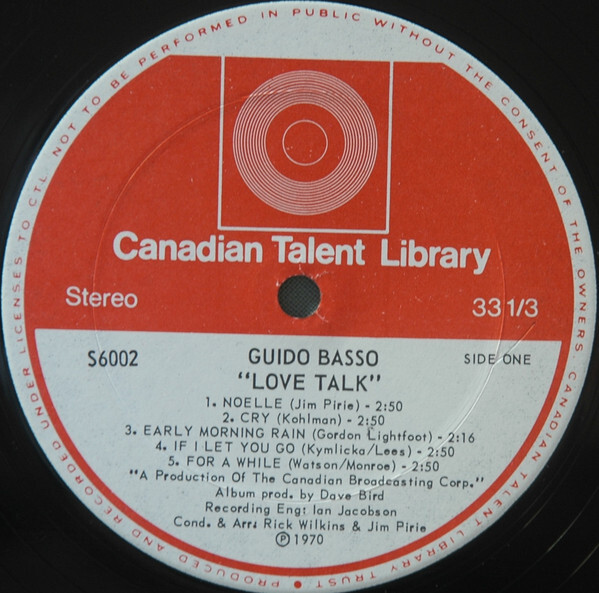 NOT TO BE PERFORMED IN PUBLIC WITHOUT THE CONSENT OF THE OWNERS
CANADIAN TALENT LIBRARY TRUST • PRODUCED AND RECORDED UNDER LICENSES TO CTL.
Canadian Talent Library
Stereo 33 1/3
S6002 GUIDO BASSO SIDE ONE
"LOVE TALK"
1. NOELLE (Jim Pirie) - 2:50
2. CRY (Kohlman) - 2:50
3. EARLY MORNING RAIN (Gordon Lightfoot) - 2:16
4. IF I LET YOU GO (Kymlicka/Lees) - 2:50
5. FOR A WHILE (Watson/Monroe) - 2:50
"A Production Of The Canadian Broadcasting Corp."
Album prod. by Dave Bird
Recording Eng: Ian Jacobson
Cond. & Arr: Rick Wilkins & Jim Pirie
℗ 1970